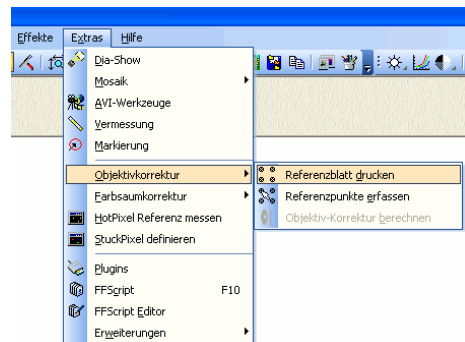 Effekte Extras Hilfe
Dia-Show
Mosaik
AVI-Werkzeuge
Vermessung
Markierung
Objektivkorrektur
Referenzblatt drucken
Farbsaumkorrektur
Referenzpunkte erfassen
HotPixel Referenz messen
Objektiv-Korrektur berechnen
StuckPixel definieren
Plugins
FFScript F10
FFScript Editor
Erweiterungen